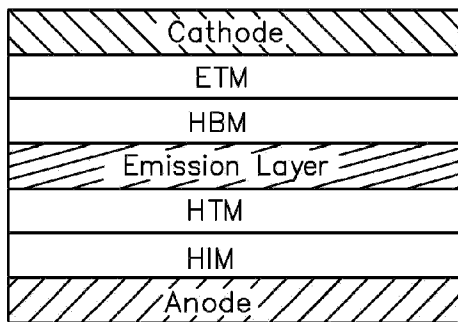 Cathode
ETM
HBM
Emission Layer
HTM
HIM
Anode